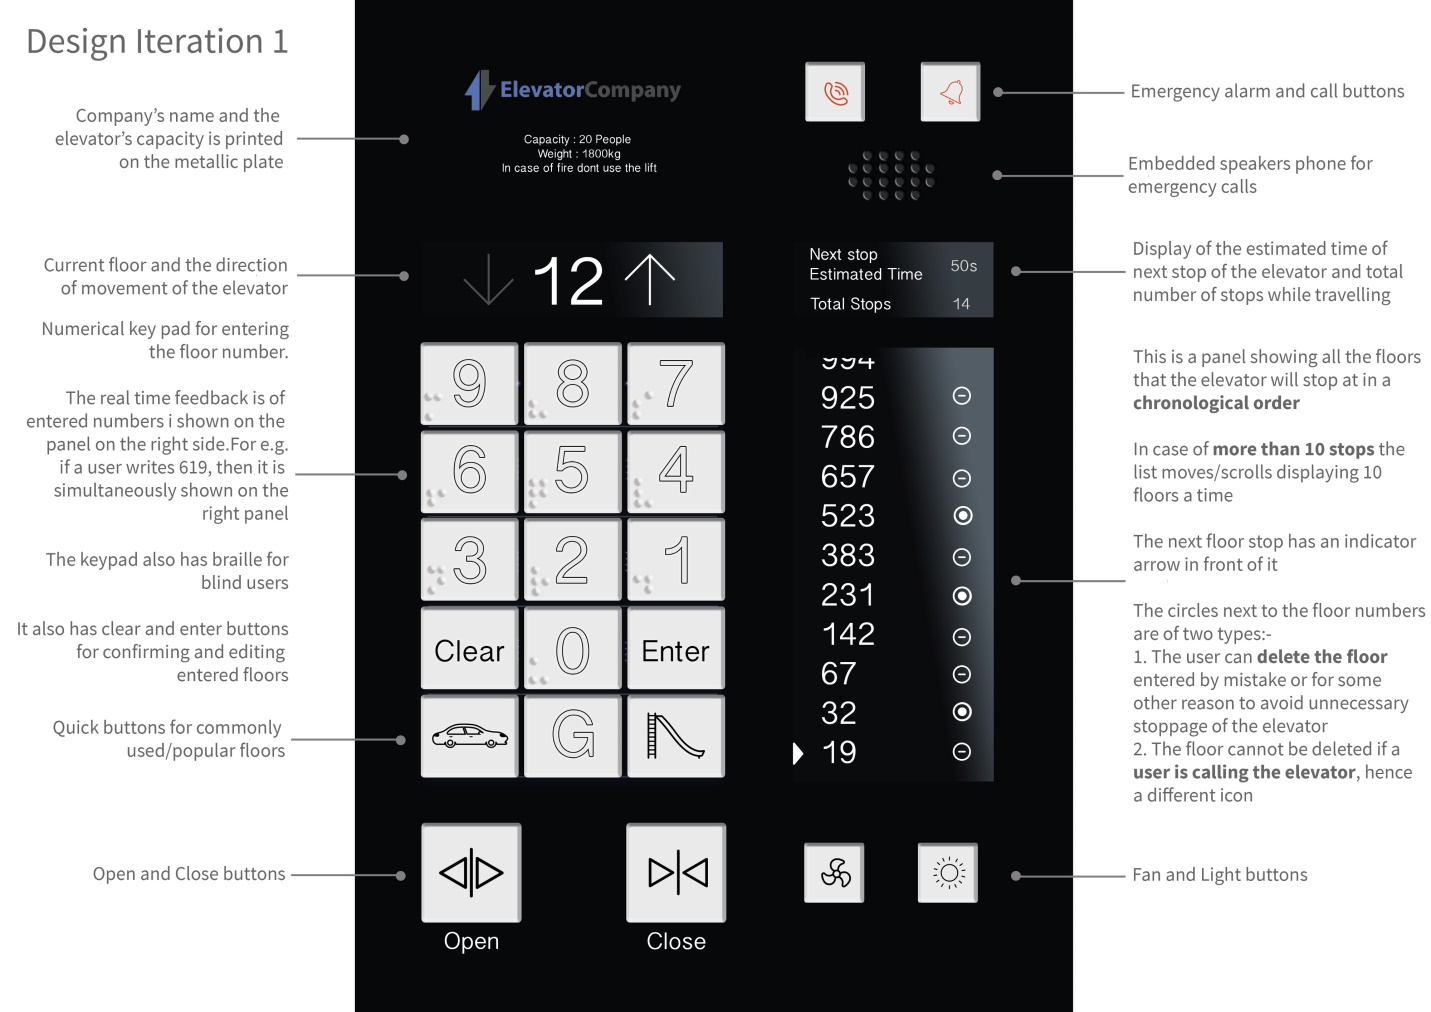 Design Iteration 1
Company's name and the
elevator's capacity is printed
on the metallic plate
Current floor and the direction
of movement of the elevator
Numerical key pad for entering
the floor number.
The real time feedback is of
entered numbers i shown on the
panel on the right side.For e.g.
if a user writes 619, then it is
simultaneously shown on the
right panel
The keypad also has braille for
blind users
It also has clear and enter buttons
for confirming and editing
entered floors
Quick buttons for commonly
used/popular floors
Open and Close buttons
ElevatorCompany
Capacity : 20 People
Weight : 1800kg
In case of fire dont use the lift
12
9 8 7
6 5 4
3 2 1
Clear 0 Enter
G
Open Close
Next stop
Estimated Time 50s
Total Stops 14
994
925
786
657
523
383
231
142
67
32
19
Emergency alarm and call buttons
Embedded speakers phone for
emergency calls
Display of the estimated time of
next stop of the elevator and total
number of stops while travelling
This is a panel showing all the floors
that the elevator will stop at in a
chronological order
In case of more than 10 stops the
list moves/scrolls displaying 10
floors a time
The next floor stop has an indicator
arrow in front of it
The circles next to the floor numbers
are of two types:-
1. The user can delete the floor
entered by mistake or for some
other reason to avoid unnecessary
stoppage of the elevator
2. The floor cannot be deleted if a
user is calling the elevator, hence
a different icon
Fan and Light buttons